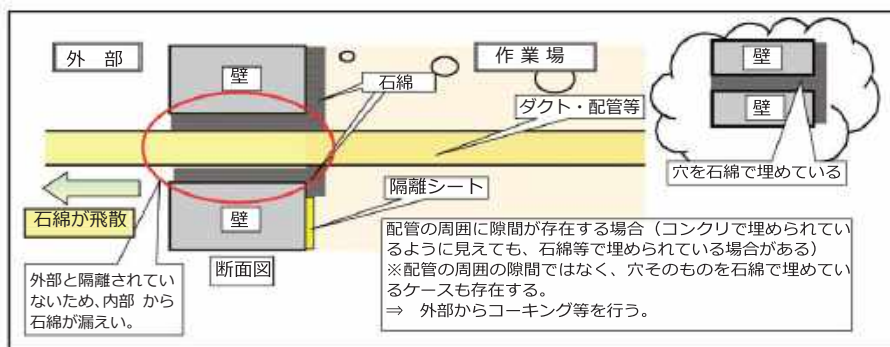 外　部
壁
石綿
作 業 場
壁
壁
ダクト・配管等
穴を石綿で埋めている
隔離シート
石綿が飛散
壁
断面図
外部と隔離されてい
ないため、内部 から
石綿が漏えい。
配管の周囲に隙間が存在する場合（コンクリで埋められてい
るように見えても、石綿等で埋められている場合がある）
※配管の周囲の隙間ではなく、穴そのものを石綿で埋めてい
るケースも存在する。
⇒　外部からコーキング等を行う。